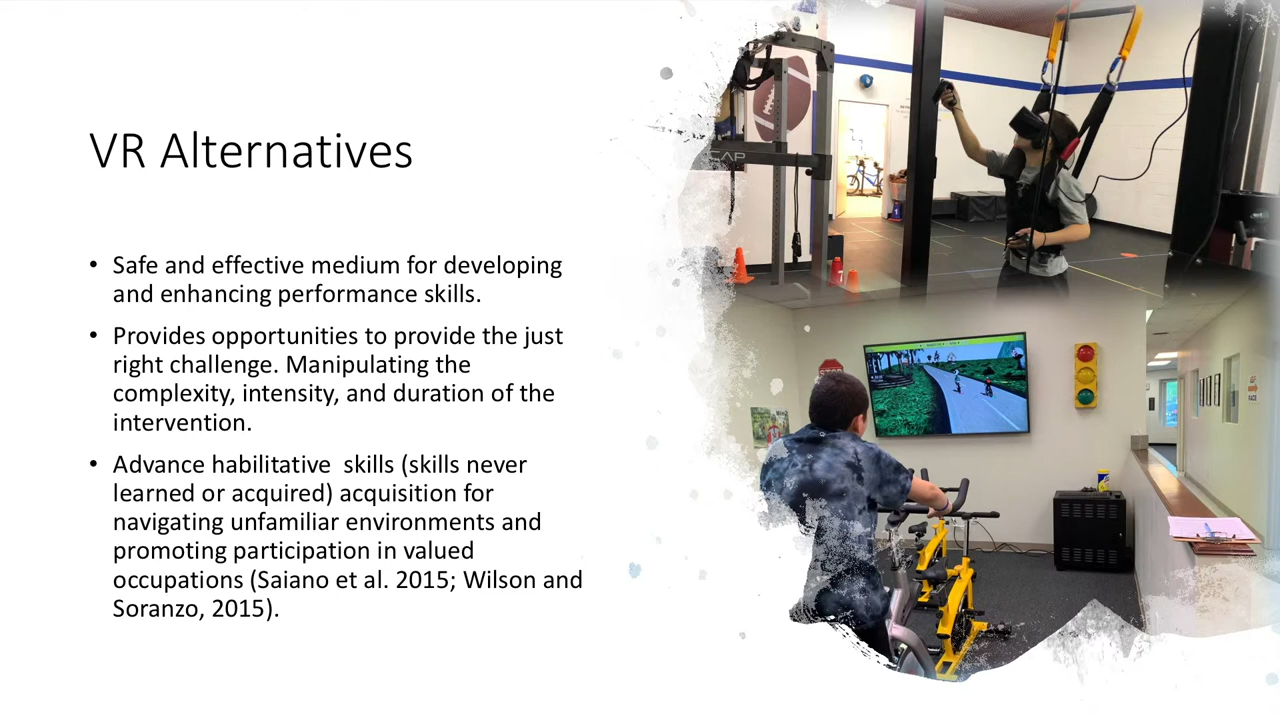 VR Alternatives
• Safe and effective medium for developing
and enhancing performance skills.
• Provides opportunities to provide the just
right challenge. Manipulating the
complexity, intensity, and duration of the
intervention.
• Advance habilitative  skills (skills never
learned or acquired) acquisition for
navigating unfamiliar environments and
promoting participation in valued
occupations (Saiano et al. 2015; Wilson and
Soranzo, 2015).
CAP
STOP